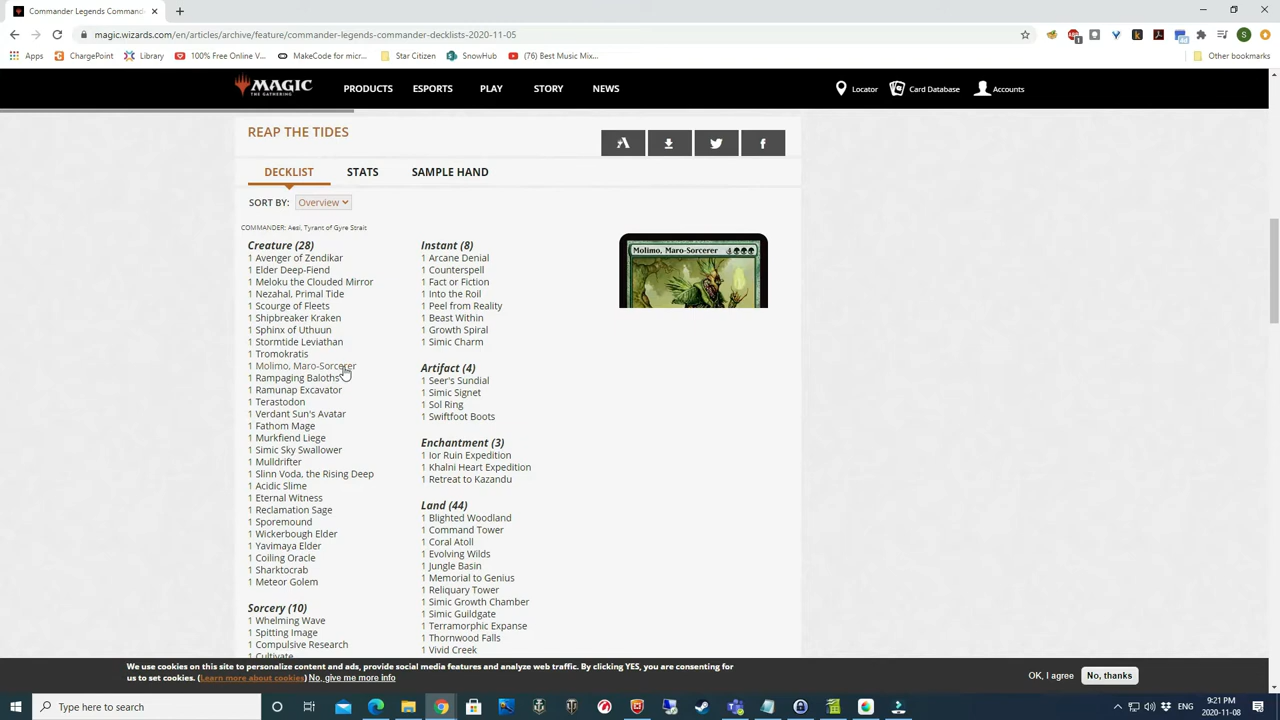 Commander Legends Command
magic.wizards.com/en/articles/archive/feature/commander-legends-commander-decklists-2020-11-05
Apps ChargePoint Library 100% Free Online V... MakeCode for micr... Star Citizen SnowHub (76) Best Music Mix... Other bookmarks
MAGIC
THE GATHERING
PRODUCTS ESPORTS PLAY STORY NEWS Locator Card Database Accounts
REAP THE TIDES
DECKLIST STATS SAMPLE HAND
SORT BY: Overview
COMMANDER: Aesi, Tyrant of Gyre Strait
Creature (28)
1 Avenger of Zendikar
1 Elder Deep-Fiend
1 Meloku the Clouded Mirror
1 Nezahal, Primal Tide
1 Scourge of Fleets
1 Shipbreaker Kraken
1 Sphinx of Uthuun
1 Stormtide Leviathan
1 Tromokratis
1 Molimo, Maro-Sorcerer
1 Rampaging Baloths
1 Ramunap Excavator
1 Terastodon
1 Verdant Sun's Avatar
1 Fathom Mage
1 Murkfiend Liege
1 Simic Sky Swallower
1 Mulldrifter
1 Slinn Voda, the Rising Deep
1 Acidic Slime
1 Eternal Witness
1 Reclamation Sage
1 Sporemound
1 Wickerbough Elder
1 Yavimaya Elder
1 Coiling Oracle
1 Sharktocrab
1 Meteor Golem
Sorcery (10)
1 Whelming Wave
1 Spitting Image
1 Compulsive Research
1 Cultivate
Instant (8)
1 Arcane Denial
1 Counterspell
1 Fact or Fiction
1 Into the Roil
1 Peel from Reality
1 Beast Within
1 Growth Spiral
1 Simic Charm
Artifact (4)
1 Seer's Sundial
1 Simic Signet
1 Sol Ring
1 Swiftfoot Boots
Enchantment (3)
1 Ior Ruin Expedition
1 Khalni Heart Expedition
1 Retreat to Kazandu
Land (44)
1 Blighted Woodland
1 Command Tower
1 Coral Atoll
1 Evolving Wilds
1 Jungle Basin
1 Memorial to Genius
1 Reliquary Tower
1 Simic Growth Chamber
1 Simic Guildgate
1 Terramorphic Expanse
1 Thornwood Falls
1 Vivid Creek
Molimo, Maro-Sorcerer 4
We use cookies on this site to personalize content and ads, provide social media features and analyze web traffic. By clicking YES, you are consenting for
us to set cookies. (Learn more about cookies) No, give me more info
OK, I agree No, thanks
Type here to search
ENG
9:21 PM
2020-11-08